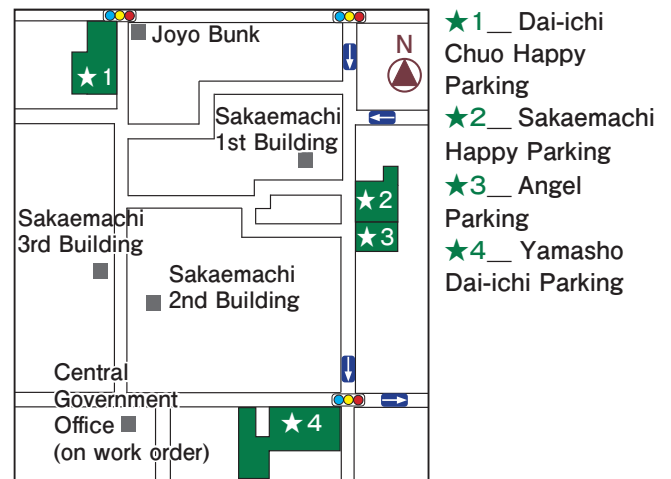 Joyo Bunk
N
★1
Sakaemachi
1st Building
★2
★3
Sakaemachi
3rd Building
Sakaemachi
2nd Building
Central
Government
Office
(on work order)
★4
★1__ Dai-ichi
Chuo Happy
Parking
★2__ Sakaemachi
Happy Parking
★3__ Angel
Parking
★4__ Yamasho
Dai-ichi Parking